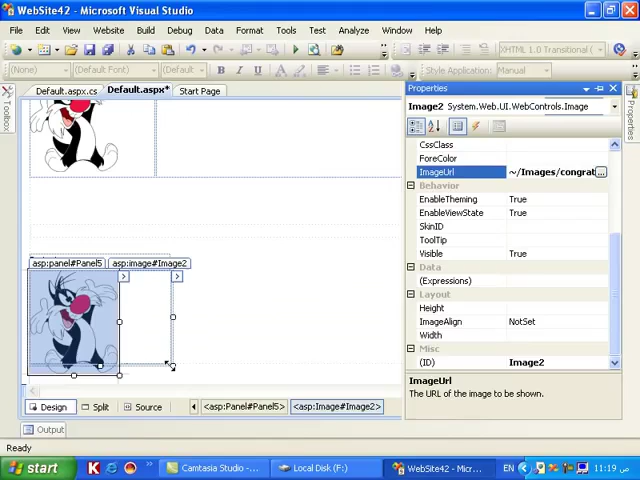 WebSite42 - Microsoft Visual Studio
File Edit View Website Build Debug Data Format Tools Test Analyze Window Help
XHTML 1.0 Transitional (
(None) (Default Font) (Default B I U A Style Application: Manual
Default.aspx.cs Default.aspx* Start Page
Toolbox
asp:panel#Panel5 asp:image#Image2
Design Split Source <asp:Panel#Panel5> <asp:Image#Image2>
Properties
Image2 System.Web.UI.WebControls.Image
CssClass
ForeColor
ImageUrl ~/Images/congrat ...
Behavior
EnableTheming True
EnableViewState True
SkinID
ToolTip
Visible True
Data
(Expressions)
Layout
Height
ImageAlign NotSet
Width
Misc
(ID) Image2
ImageUrl
The URL of the image to be shown.
Properties
Output
Ready
start K Camtasia Studio - ... Local Disk (F:) WebSite42 - Micr... EN 11:19 ص